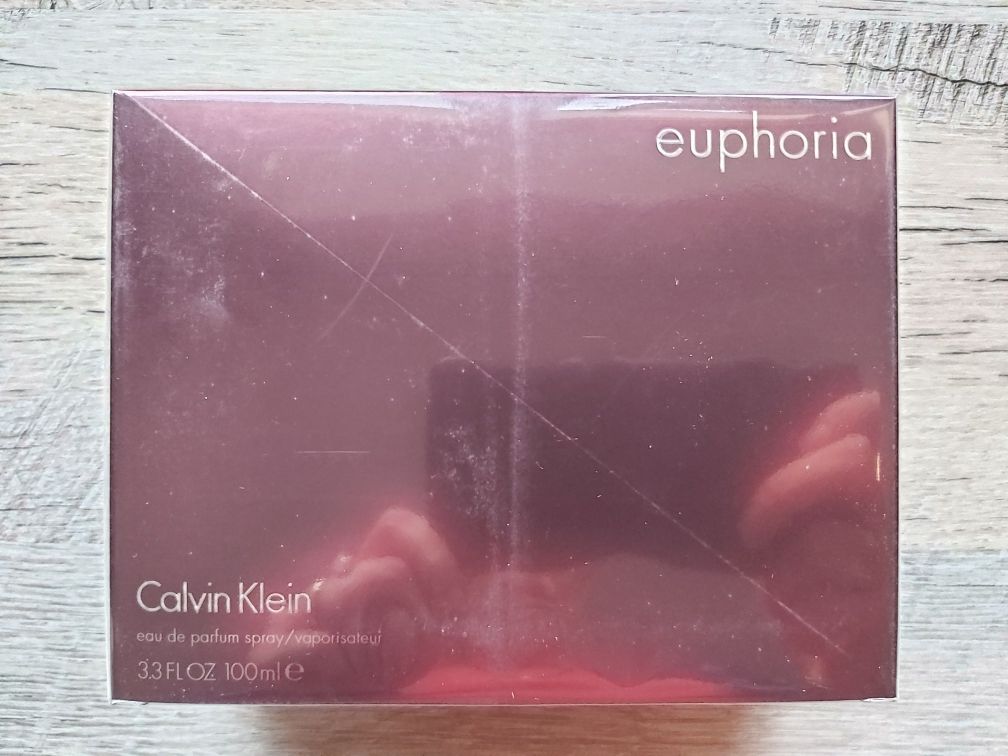 euphoria
Calvin Klein
eau de parfum spray/vaporisateur
3.3 FL OZ 100ml ℮